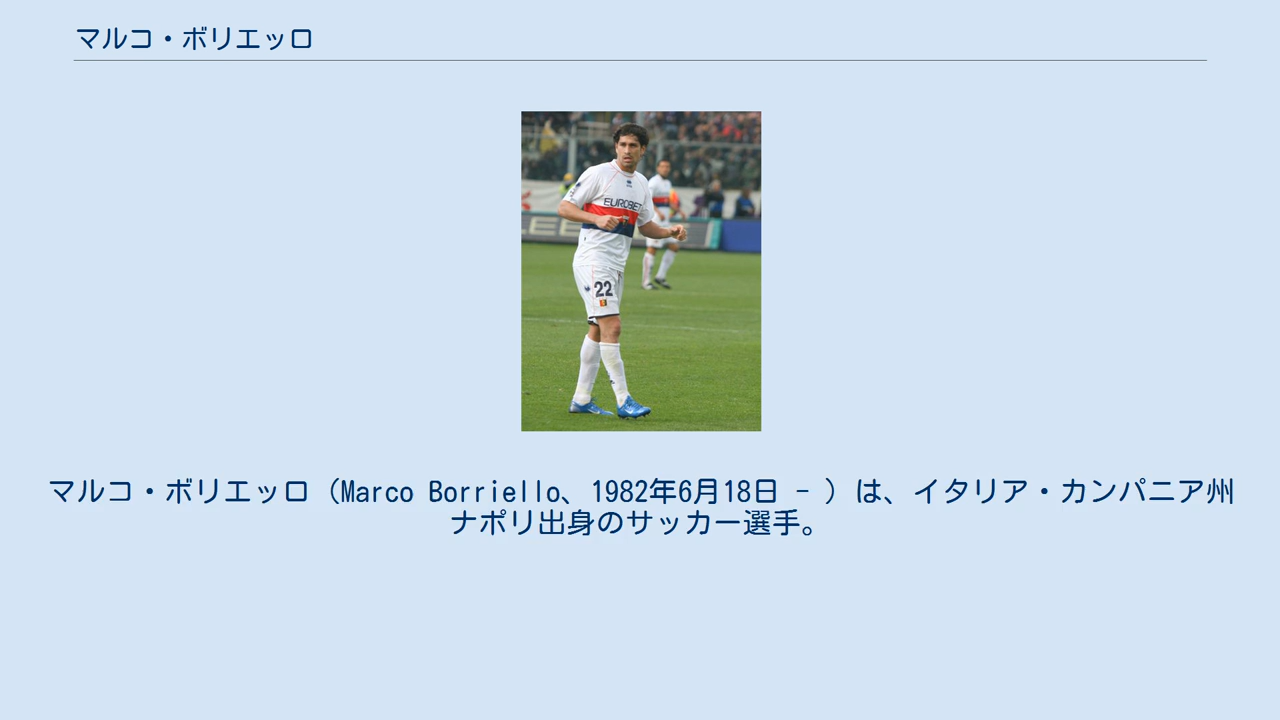 マルコ・ボリエッロ
EUROBET
22
マルコ・ボリエッロ（Marco Borriello、1982年6月18日 - ）は、イタリア・カンパニア州
ナポリ出身のサッカー選手。